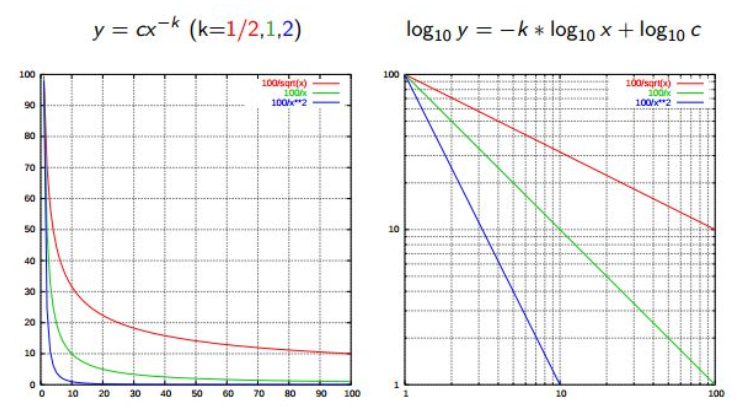 y = cx⁻ᵏ (k=1/2,1,2)
log₁₀ y = −k ∗ log₁₀ x + log₁₀ c
100
90
80
70
60
50
40
30
20
10
0
100/sqrt(x)
100/x
100/x**2
0 10 20 30 40 50 60 70 80 90 100
100
10
1
100/sqrt(x)
100/x
100/x**2
1 10 100